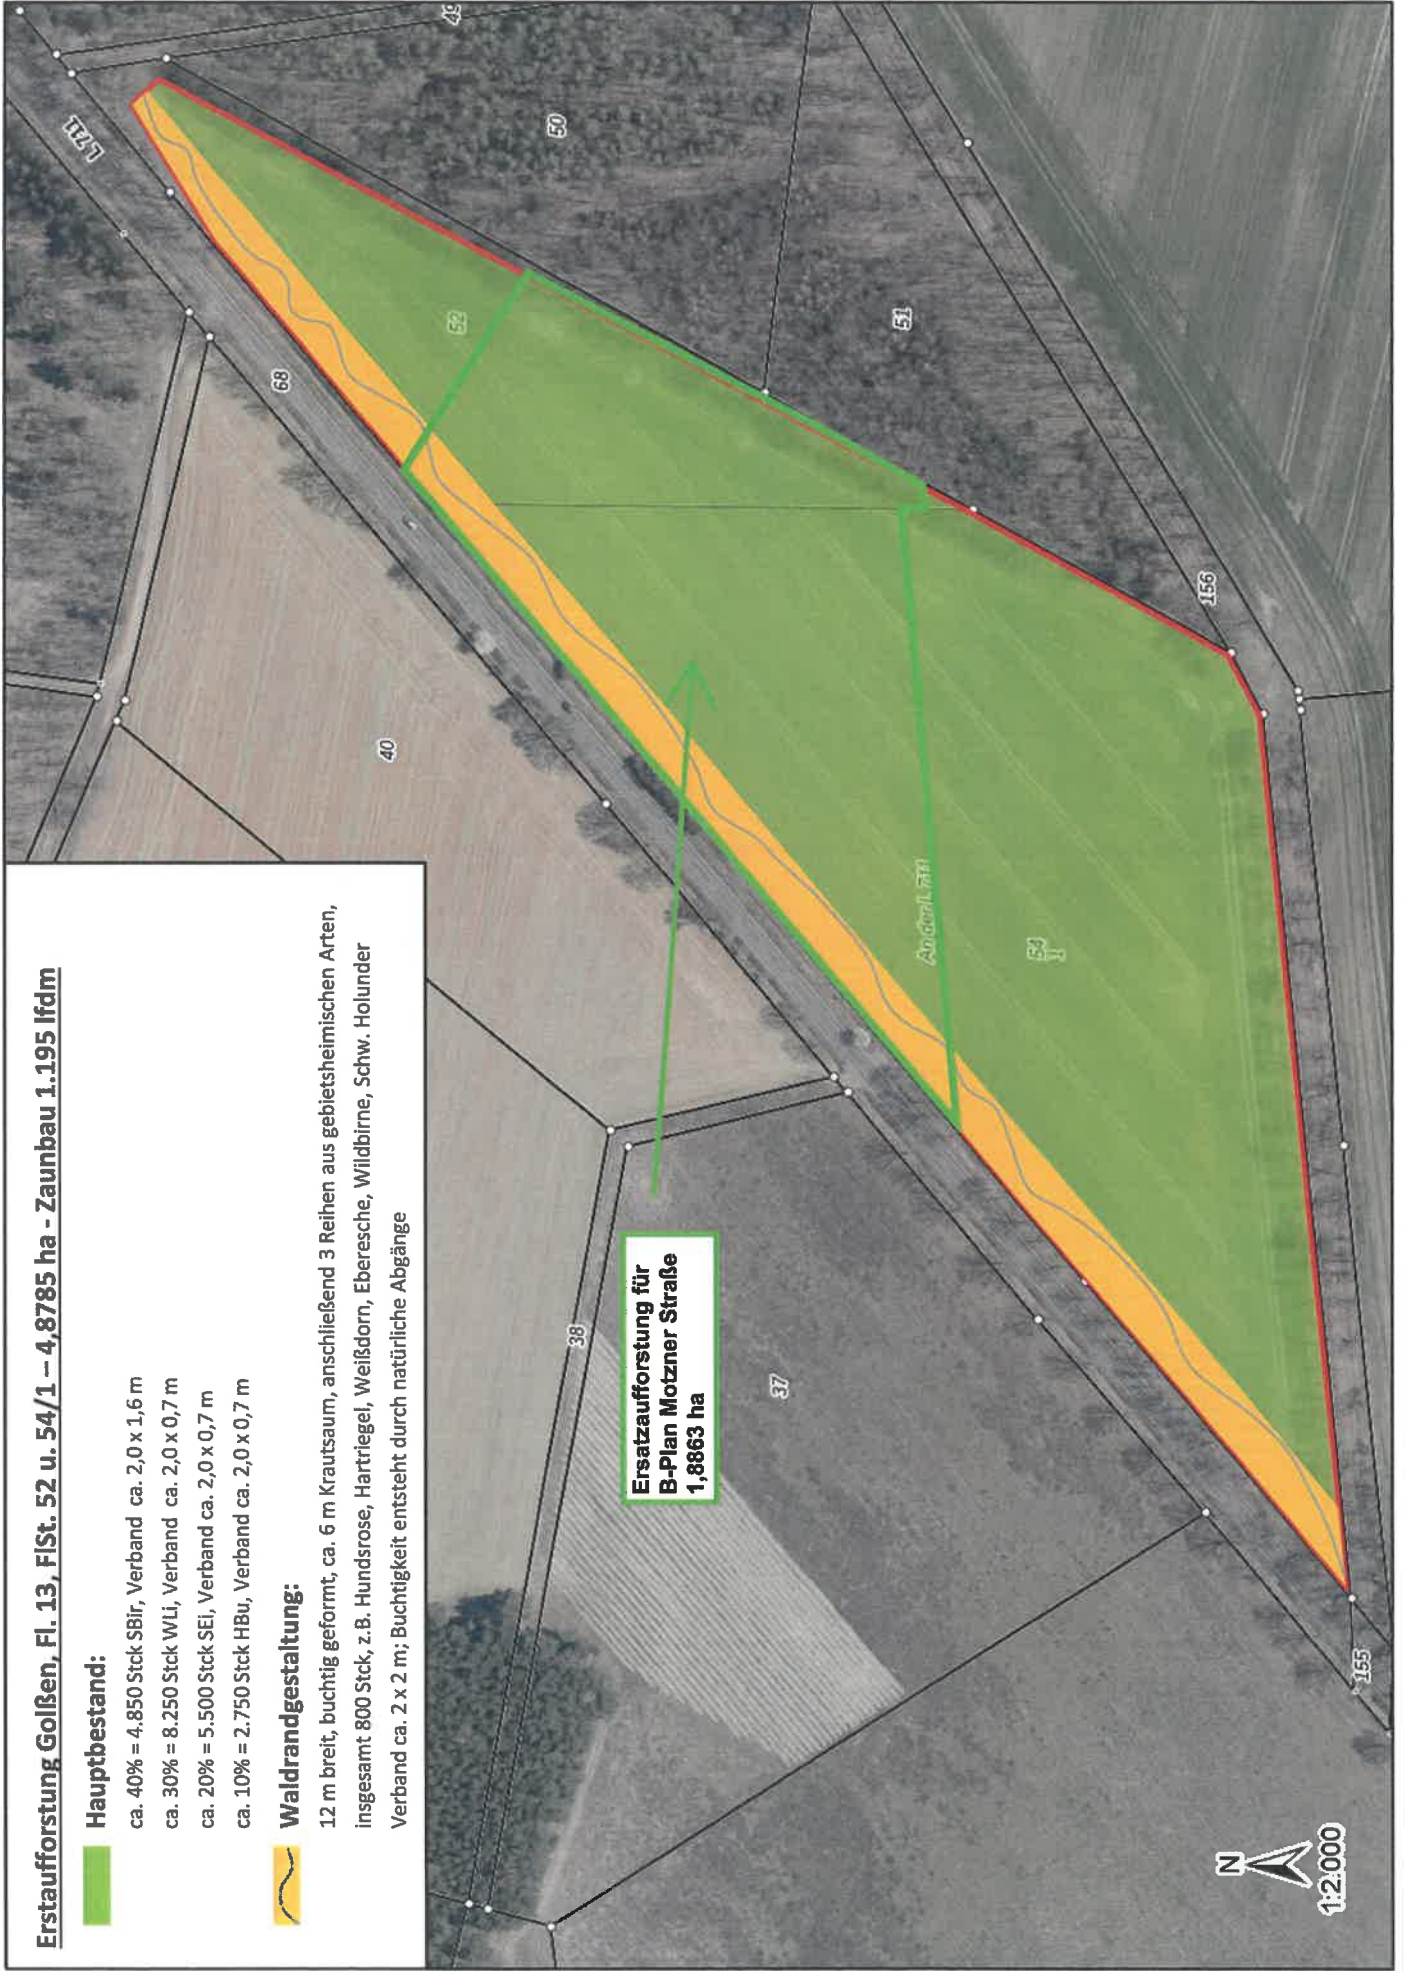 Erstaufforstung Golßen, Fl. 13, FlSt. 52 u. 54/1 – 4,8785 ha - Zaunbau 1.195 lfdm
Hauptbestand:
ca. 40% = 4.850 Stck SBir, Verband ca. 2,0 x 1,6 m
ca. 30% = 8.250 Stck WLi, Verband ca. 2,0 x 0,7 m
ca. 20% = 5.500 Stck SEi, Verband ca. 2,0 x 0,7 m
ca. 10% = 2.750 Stck HBu, Verband ca. 2,0 x 0,7 m
Waldrandgestaltung:
12 m breit, buchtig geformt, ca. 6 m Krautsaum, anschließend 3 Reihen aus gebietsheimischen Arten,
insgesamt 800 Stck, z.B. Hundsrose, Hartriegel, Weißdorn, Eberesche, Wildbirne, Schw. Holunder
Verband ca. 2 x 2 m; Buchtigkeit entsteht durch natürliche Abgänge
L 711
49
50
68
52
51
40
156
An der L 711
54
1
38
Ersatzaufforstung für
B-Plan Motzner Straße
1,8863 ha
37
155
N
1:2.000